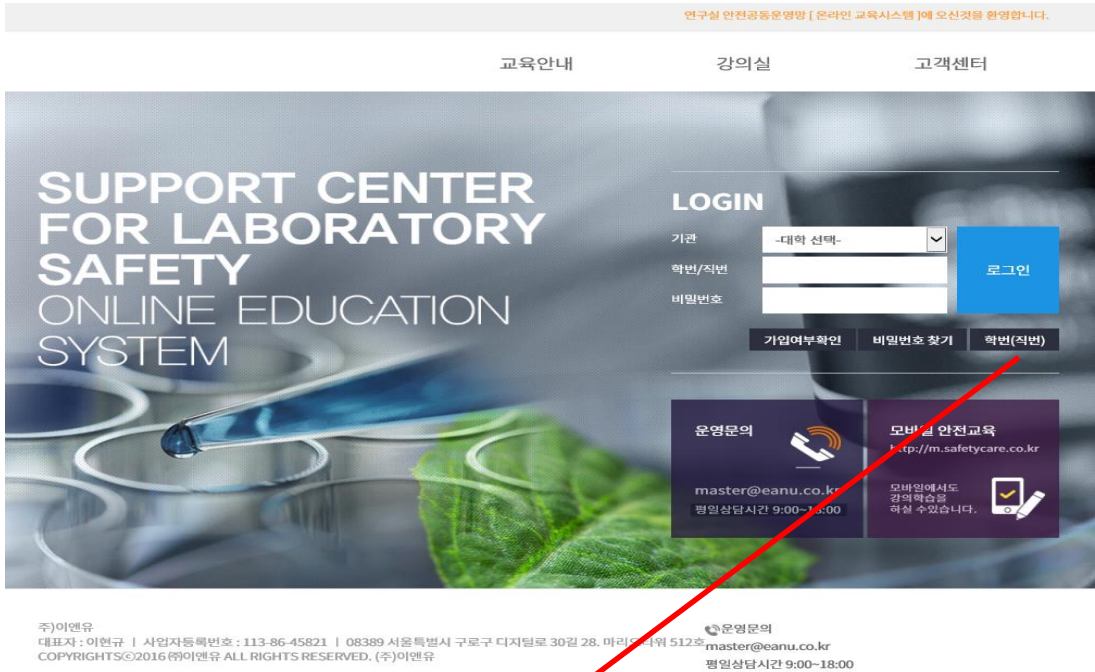 연구실 안전공동운영망 [ 온라인 교육시스템 ]에 오신것을 환영합니다.
교육안내 강의실 고객센터
SUPPORT CENTER
FOR LABORATORY
SAFETY
ONLINE EDUCATION
SYSTEM
LOGIN
기관 -대학 선택-
학번/직번
비밀번호
로그인
가입여부확인 비밀번호 찾기 학번(직번)
운영문의
master@eanu.co.kr
평일상담시간 9:00~18:00
모바일 안전교육
http://m.safetycare.co.kr
모바일에서도
강의학습을
하실 수있습니다.
주)이앤유
대표자 : 이현규 | 사업자등록번호 : 113-86-45821 | 08389 서울특별시 구로구 디지털로 30길 28. 마리오타워 512호
COPYRIGHTSⓒ2016 ㈜이앤유 ALL RIGHTS RESERVED. (주)이앤유
운영문의
master@eanu.co.kr
평일상담시간 9:00~18:00